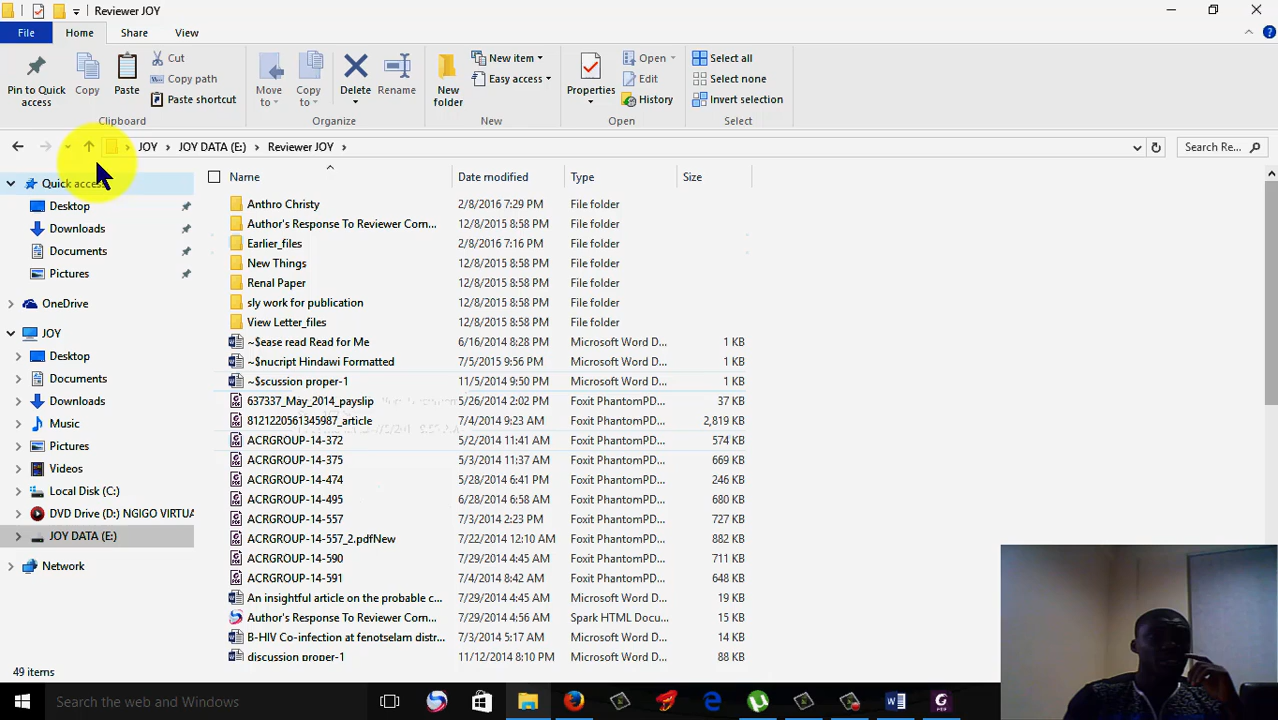 Reviewer JOY
File Home Share View
Pin to Quick access
Copy
Paste
Cut
Copy path
Paste shortcut
Clipboard
Move to
Copy to
Delete
Rename
Organize
New folder
New item
Easy access
New
Properties
Open
Edit
History
Open
Select all
Select none
Invert selection
Select
JOY JOY DATA (E:) Reviewer JOY
Search Re...
Quick access
Desktop
Downloads
Documents
Pictures
OneDrive
JOY
Desktop
Documents
Downloads
Music
Pictures
Videos
Local Disk (C:)
DVD Drive (D:) NGIGO VIRTUA
JOY DATA (E:)
Network
Name Date modified Type Size
Anthro Christy 2/8/2016 7:29 PM File folder
Author's Response To Reviewer Com... 12/8/2015 8:58 PM File folder
Earlier_files 2/8/2016 7:16 PM File folder
New Things 12/8/2015 8:58 PM File folder
Renal Paper 12/8/2015 8:58 PM File folder
sly work for publication 12/8/2015 8:58 PM File folder
View Letter_files 12/8/2015 8:58 PM File folder
~$ease read Read for Me 6/16/2014 8:28 PM Microsoft Word D... 1 KB
~$nucript Hindawi Formatted 7/5/2015 9:56 PM Microsoft Word D... 1 KB
~$scussion proper-1 11/5/2014 9:50 PM Microsoft Word D... 1 KB
637337_May_2014_payslip 5/26/2014 2:02 PM Foxit PhantomPD... 37 KB
8121220561345987_article 7/4/2014 9:23 AM Foxit PhantomPD... 2,819 KB
ACRGROUP-14-372 5/2/2014 11:41 AM Foxit PhantomPD... 574 KB
ACRGROUP-14-375 5/3/2014 11:37 AM Foxit PhantomPD... 669 KB
ACRGROUP-14-474 5/28/2014 6:41 PM Foxit PhantomPD... 246 KB
ACRGROUP-14-495 6/28/2014 6:58 AM Foxit PhantomPD... 680 KB
ACRGROUP-14-557 7/3/2014 2:23 PM Foxit PhantomPD... 727 KB
ACRGROUP-14-557_2.pdfNew 7/22/2014 12:10 AM Foxit PhantomPD... 882 KB
ACRGROUP-14-590 7/29/2014 4:45 AM Foxit PhantomPD... 711 KB
ACRGROUP-14-591 7/4/2014 8:42 AM Foxit PhantomPD... 648 KB
An insightful article on the probable c... 7/29/2014 4:45 AM Microsoft Word D... 19 KB
Author's Response To Reviewer Com... 7/29/2014 4:56 AM Spark HTML Docu... 15 KB
B-HIV Co-infection at fenotselam distr... 7/3/2014 5:17 AM Microsoft Word D... 14 KB
discussion proper-1 11/12/2014 8:10 PM Microsoft Word D... 88 KB
49 items
Search the web and Windows